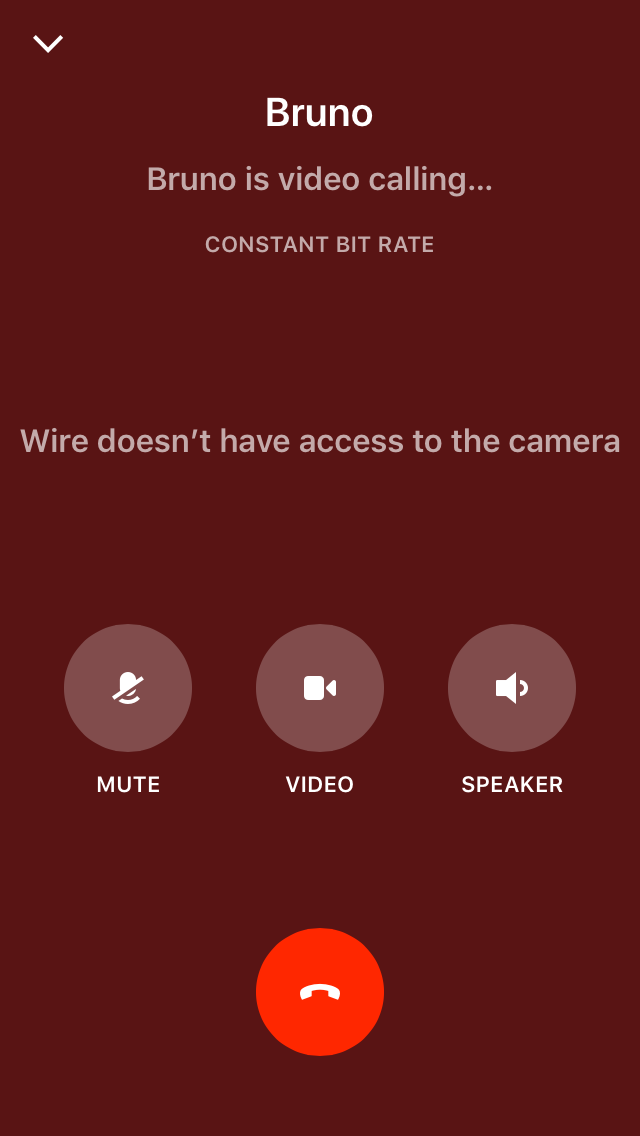 Bruno
Bruno is video calling...
CONSTANT BIT RATE
Wire doesn’t have access to the camera
MUTE
VIDEO
SPEAKER